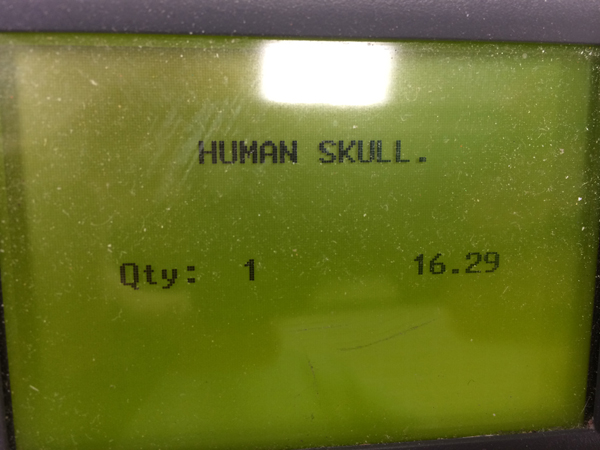 HUMAN SKULL.
Qty: 1 16.29